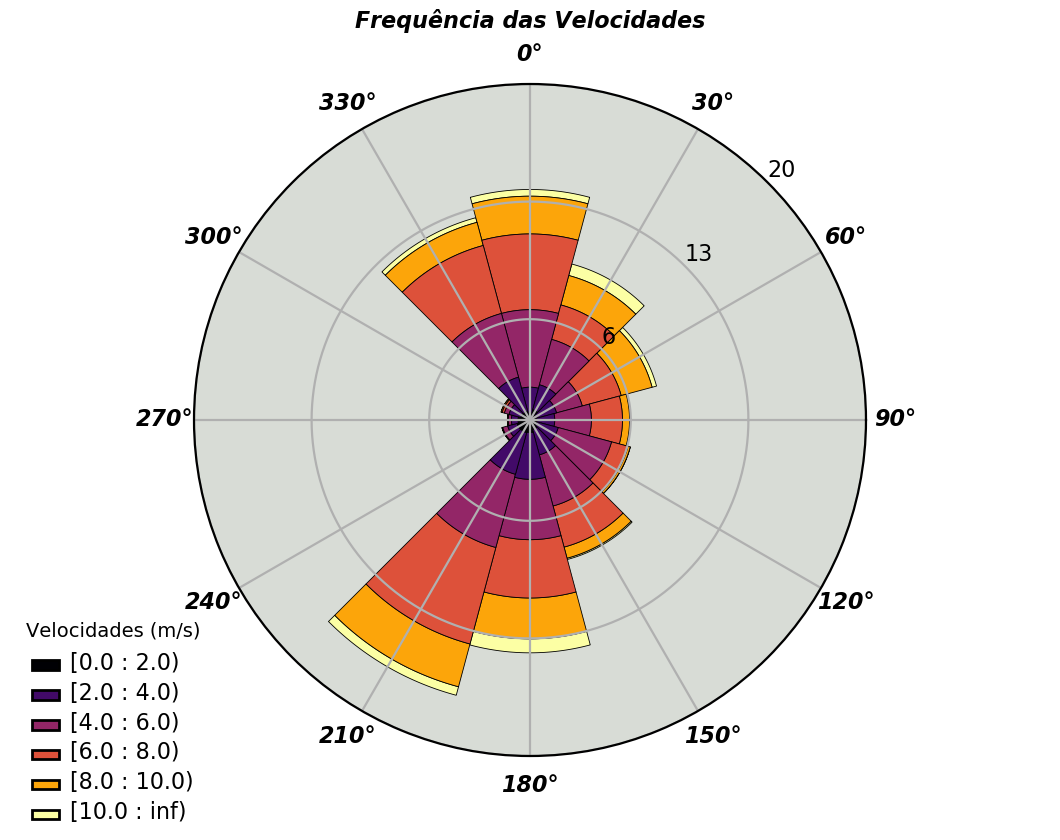 Frequência das Velocidades
0°
330°
30°
20
300°
60°
13
6
270°
90°
240°
120°
210°
150°
180°
Velocidades (m/s)
[0.0 : 2.0)
[2.0 : 4.0)
[4.0 : 6.0)
[6.0 : 8.0)
[8.0 : 10.0)
[10.0 : inf)